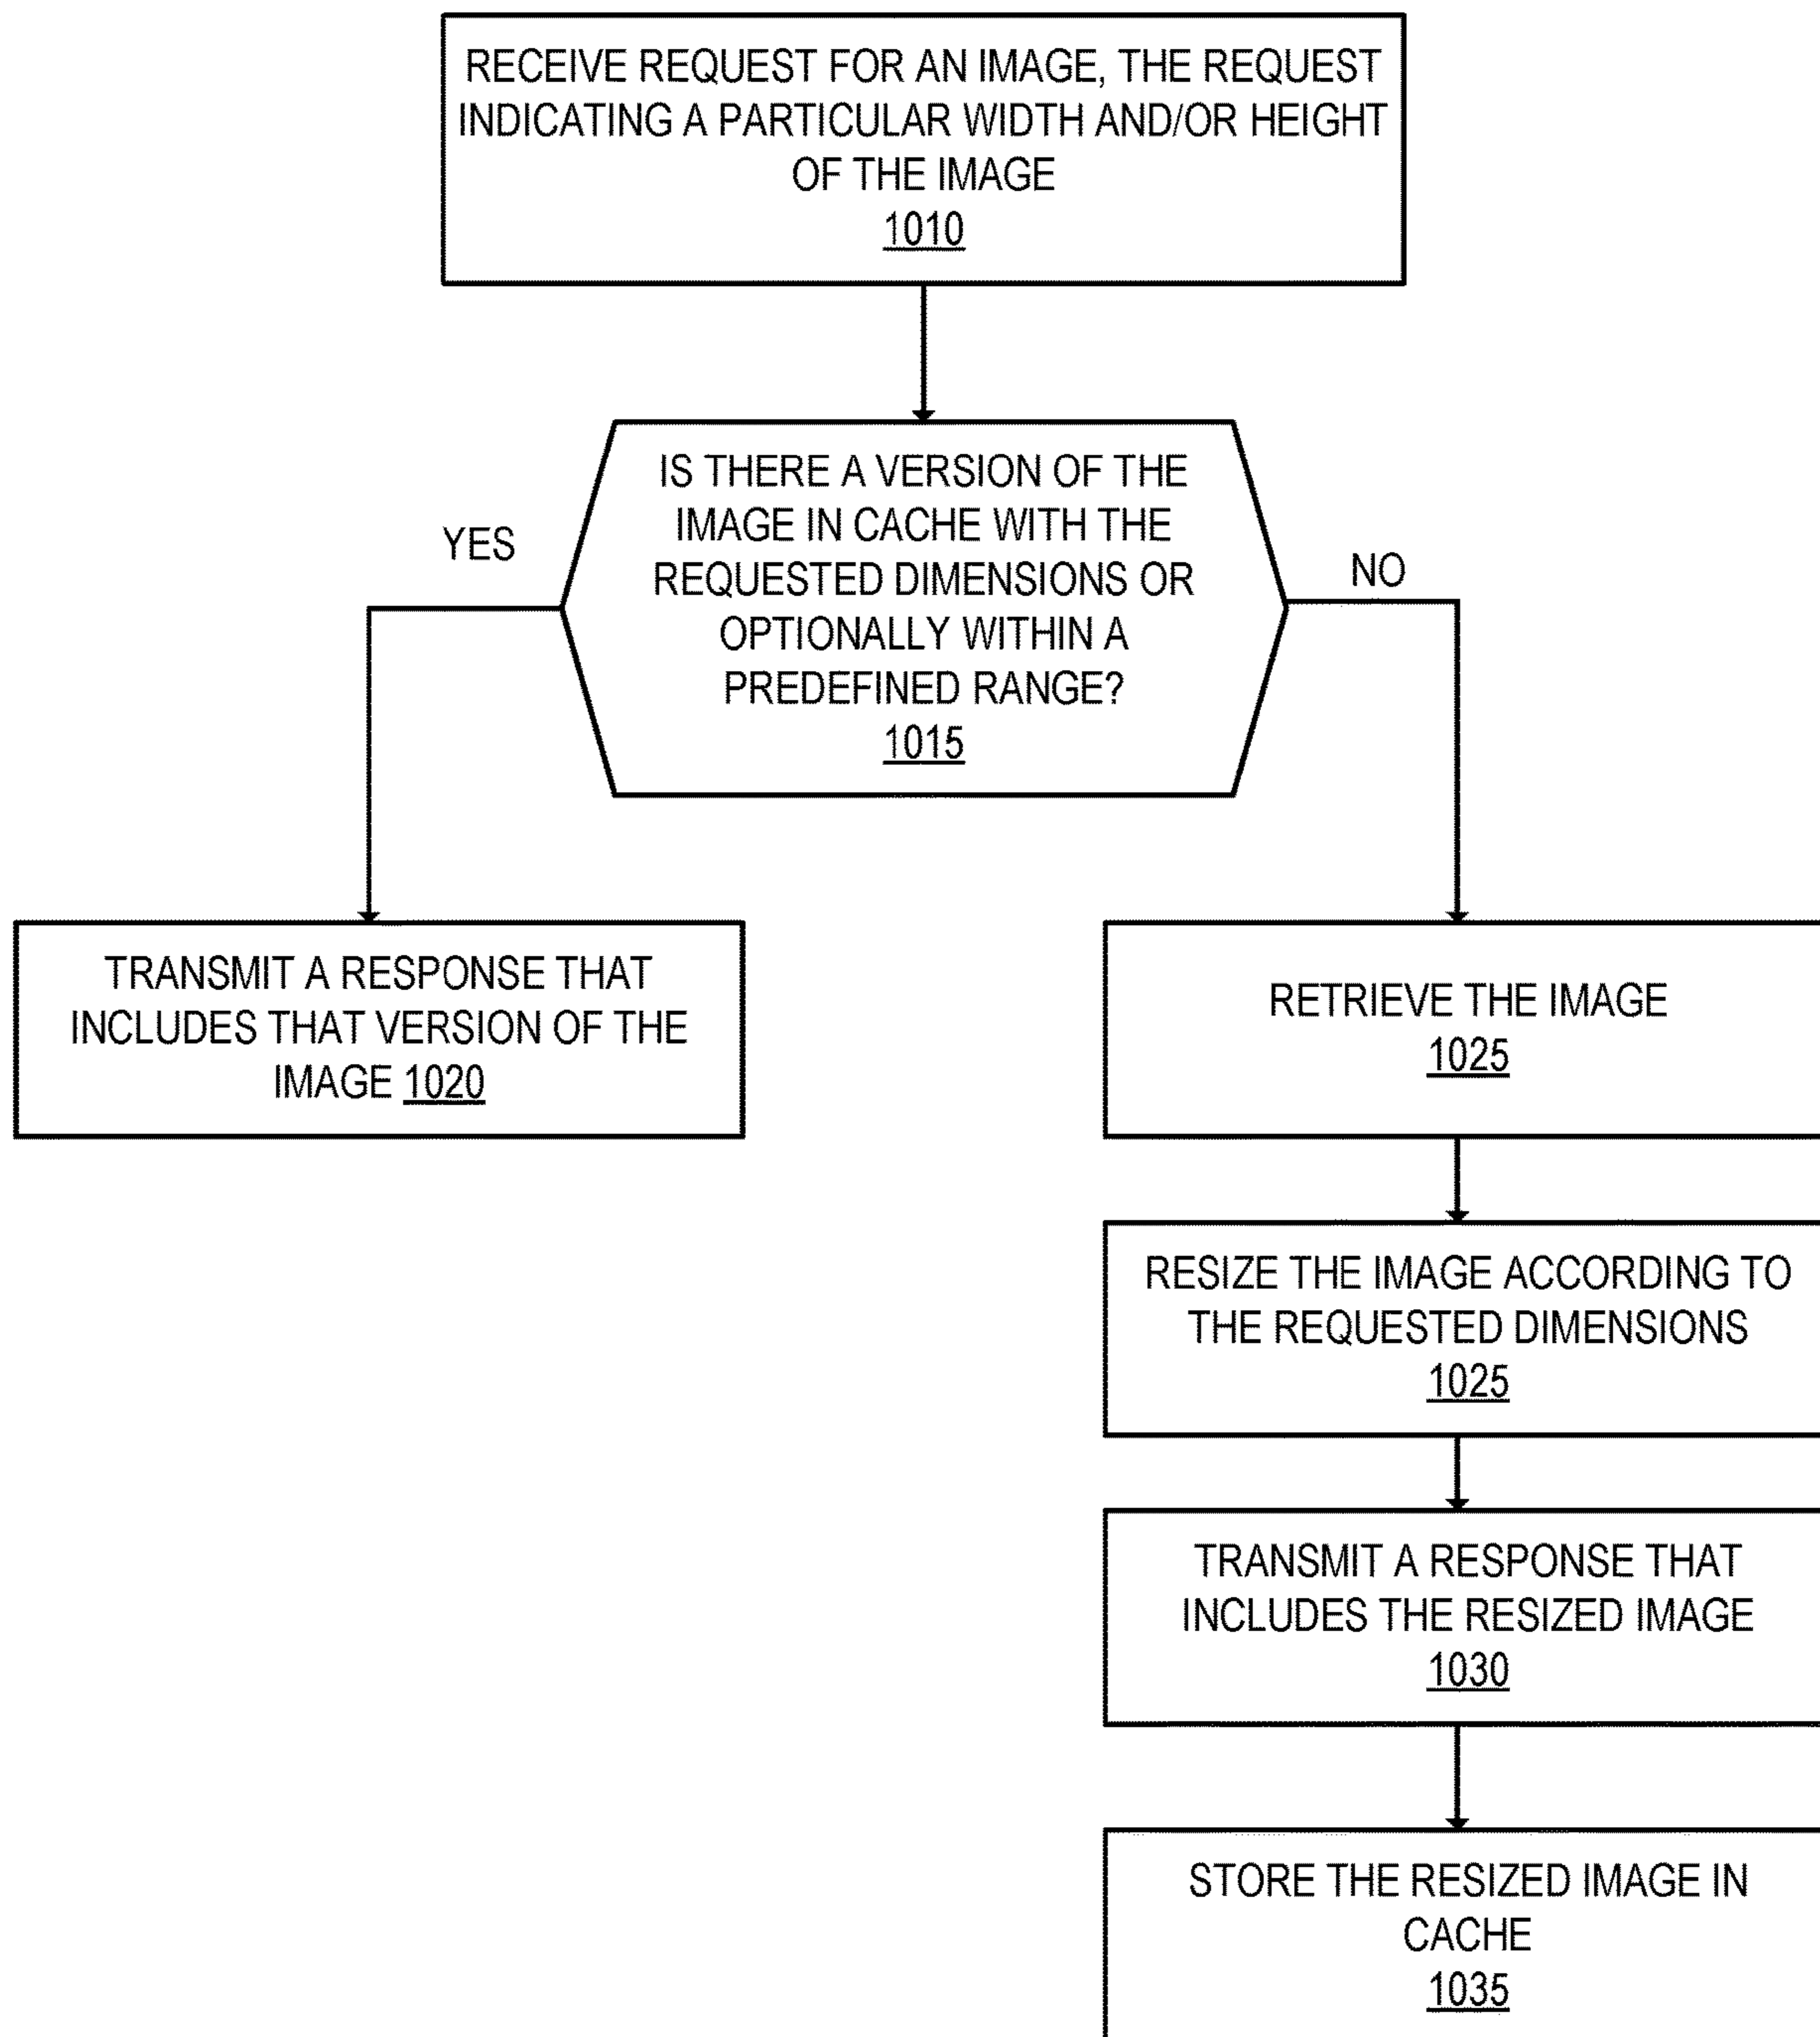 RECEIVE REQUEST FOR AN IMAGE, THE REQUEST
INDICATING A PARTICULAR WIDTH AND/OR HEIGHT
OF THE IMAGE
1010
IS THERE A VERSION OF THE
IMAGE IN CACHE WITH THE
REQUESTED DIMENSIONS OR
OPTIONALLY WITHIN A
PREDEFINED RANGE?
1015
YES
NO
TRANSMIT A RESPONSE THAT
INCLUDES THAT VERSION OF THE
IMAGE 1020
RETRIEVE THE IMAGE
1025
RESIZE THE IMAGE ACCORDING TO
THE REQUESTED DIMENSIONS
1025
TRANSMIT A RESPONSE THAT
INCLUDES THE RESIZED IMAGE
1030
STORE THE RESIZED IMAGE IN
CACHE
1035